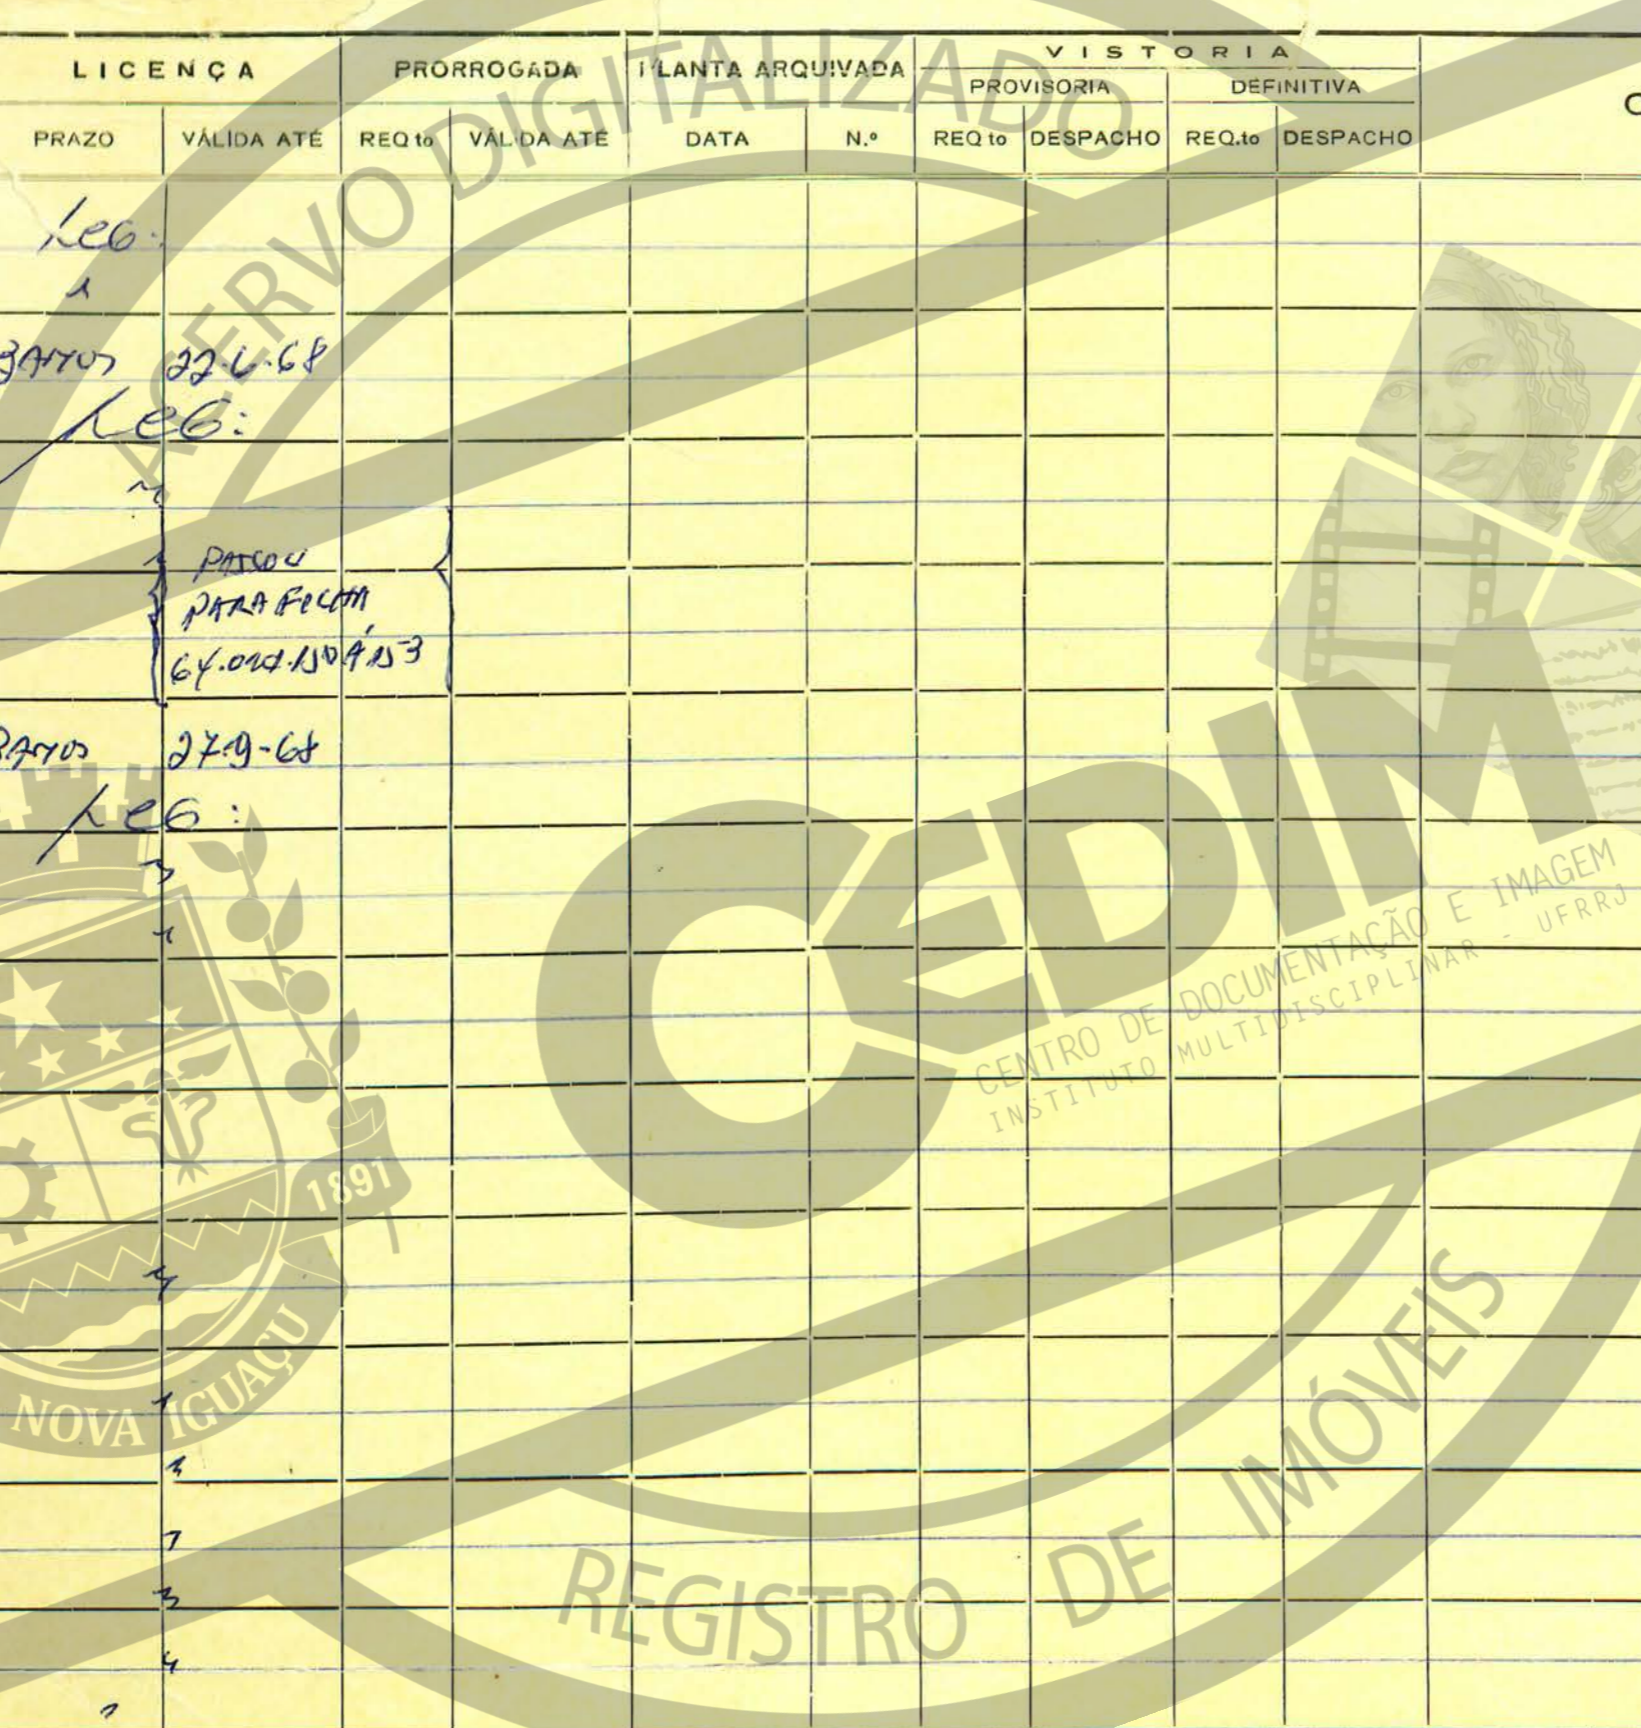 LICENÇA PRORROGADA PLANTA ARQUIVADA VISTORIA
PROVISORIA DEFINITIVA
PRAZO VÁLIDA ATÉ REQ to VÁLIDA ATÉ DATA N.º REQ to DESPACHO REQ.to DESPACHO
LeG:
22-6-68
LeG:
PASSOU
PARA FICHA
27-9-68
LeG:
ACERVO DIGITALIZADO
CEDIM
CENTRO DE DOCUMENTAÇÃO E IMAGEM
INSTITUTO MULTIDISCIPLINAR - UFRRJ
1891
NOVA IGUAÇU
REGISTRO DE IMÓVEIS